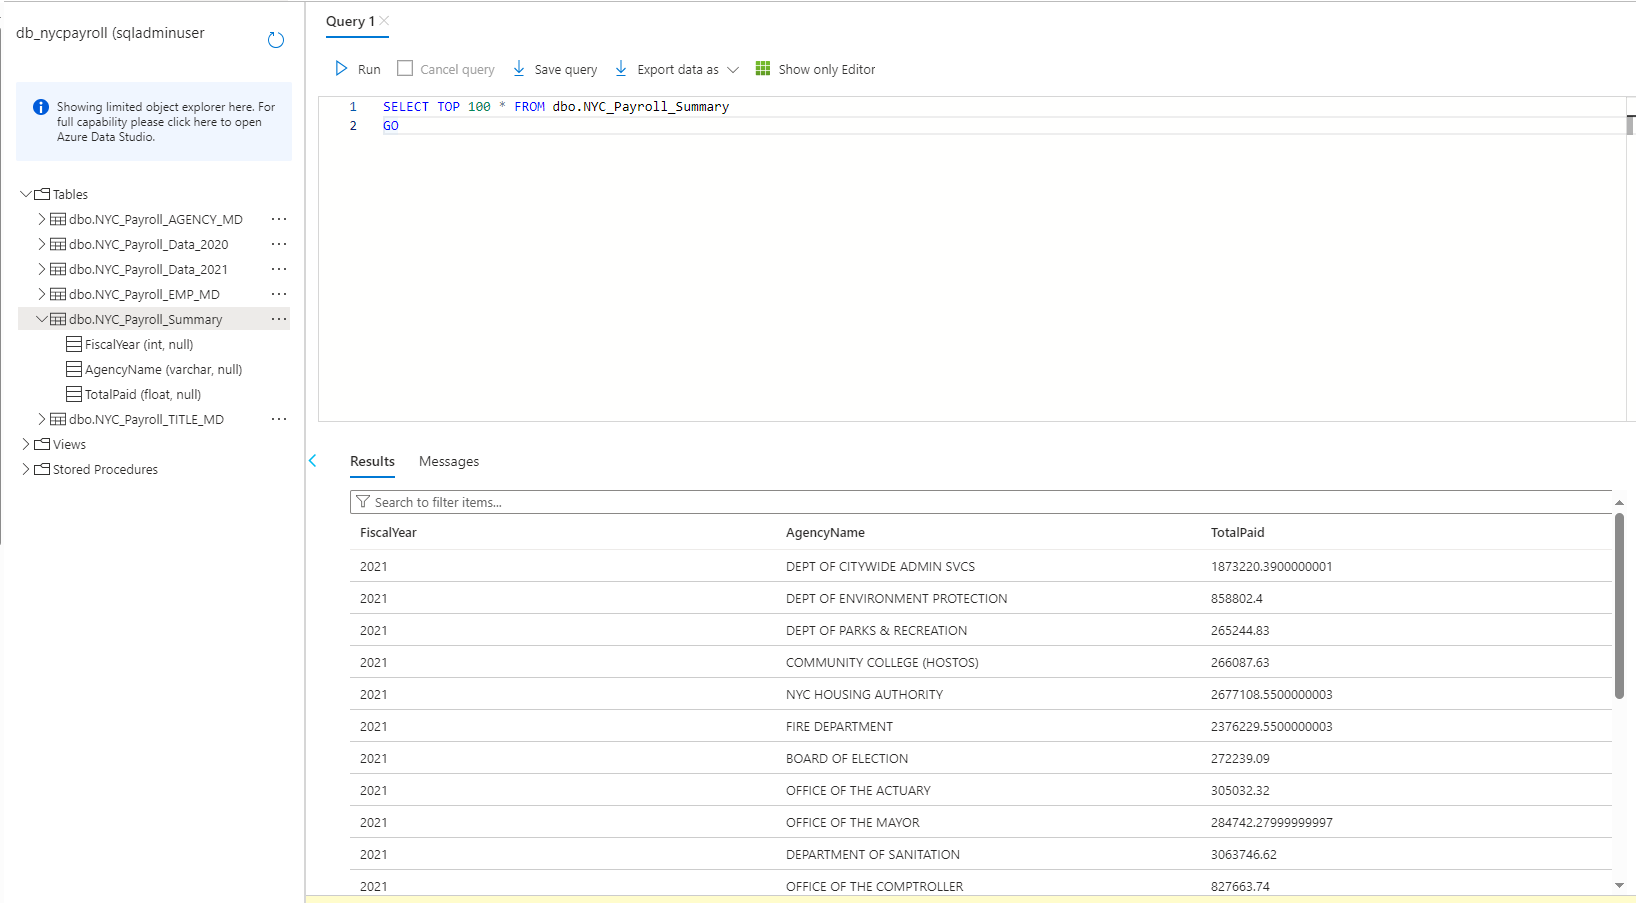 db_nycpayroll (sqladminuser
Showing limited object explorer here. For
full capability please click here to open
Azure Data Studio.
Tables
dbo.NYC_Payroll_AGENCY_MD ...
dbo.NYC_Payroll_Data_2020 ...
dbo.NYC_Payroll_Data_2021 ...
dbo.NYC_Payroll_EMP_MD ...
dbo.NYC_Payroll_Summary ...
FiscalYear (int, null)
AgencyName (varchar, null)
TotalPaid (float, null)
dbo.NYC_Payroll_TITLE_MD ...
Views
Stored Procedures
Query 1
Run Cancel query Save query Export data as Show only Editor
1 SELECT TOP 100 * FROM dbo.NYC_Payroll_Summary
2 GO
Results Messages
Search to filter items...
FiscalYear AgencyName TotalPaid
2021 DEPT OF CITYWIDE ADMIN SVCS 1873220.3900000001
2021 DEPT OF ENVIRONMENT PROTECTION 858802.4
2021 DEPT OF PARKS & RECREATION 265244.83
2021 COMMUNITY COLLEGE (HOSTOS) 266087.63
2021 NYC HOUSING AUTHORITY 2677108.5500000003
2021 FIRE DEPARTMENT 2376229.5500000003
2021 BOARD OF ELECTION 272239.09
2021 OFFICE OF THE ACTUARY 305032.32
2021 OFFICE OF THE MAYOR 284742.27999999997
2021 DEPARTMENT OF SANITATION 3063746.62
2021 OFFICE OF THE COMPTROLLER 827663.74